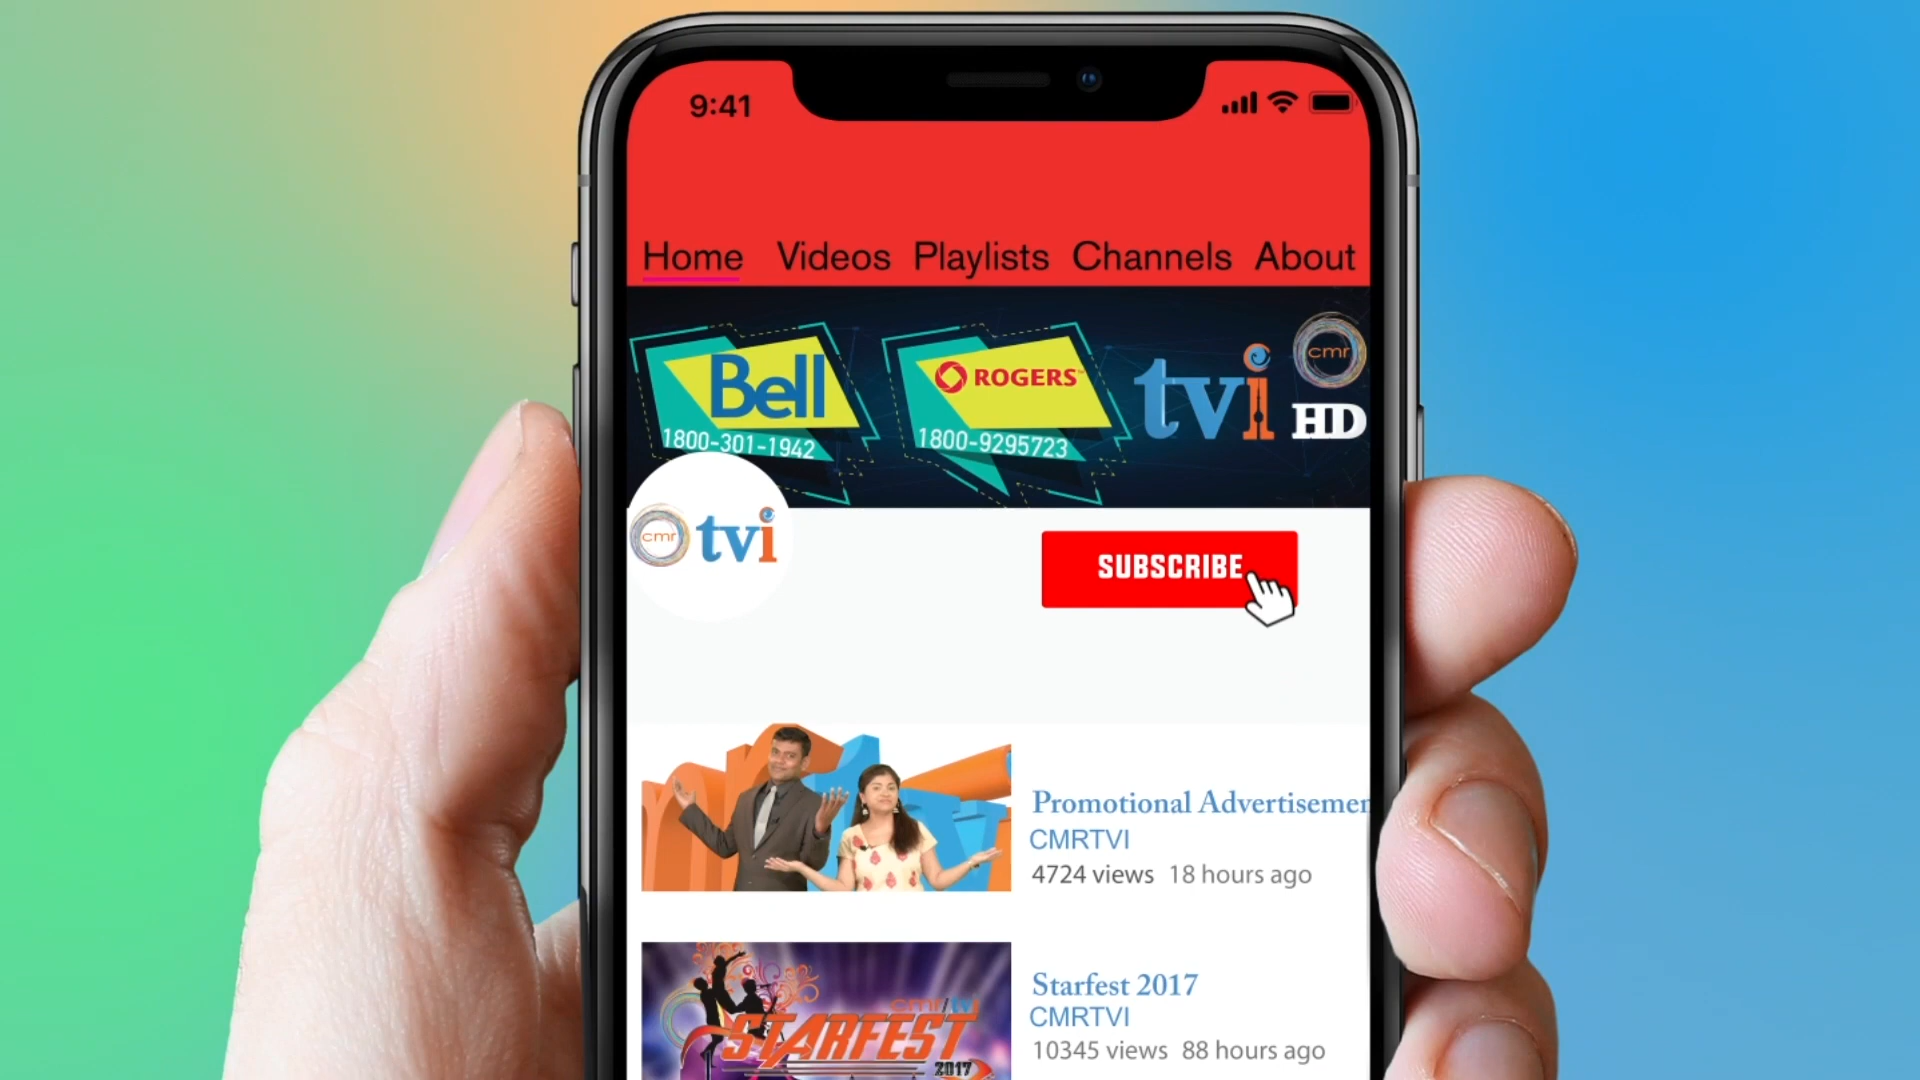 9:41
Home Videos Playlists Channels About
Bell
1800-301-1942
ROGERS
1800-9295723
tvi
cmr
HD
cmr tvi
SUBSCRIBE
Promotional Advertisemen
CMRTVI
4724 views 18 hours ago
Starfest 2017
CMRTVI
10345 views 88 hours ago
cmr/tvi
STARFEST
2017